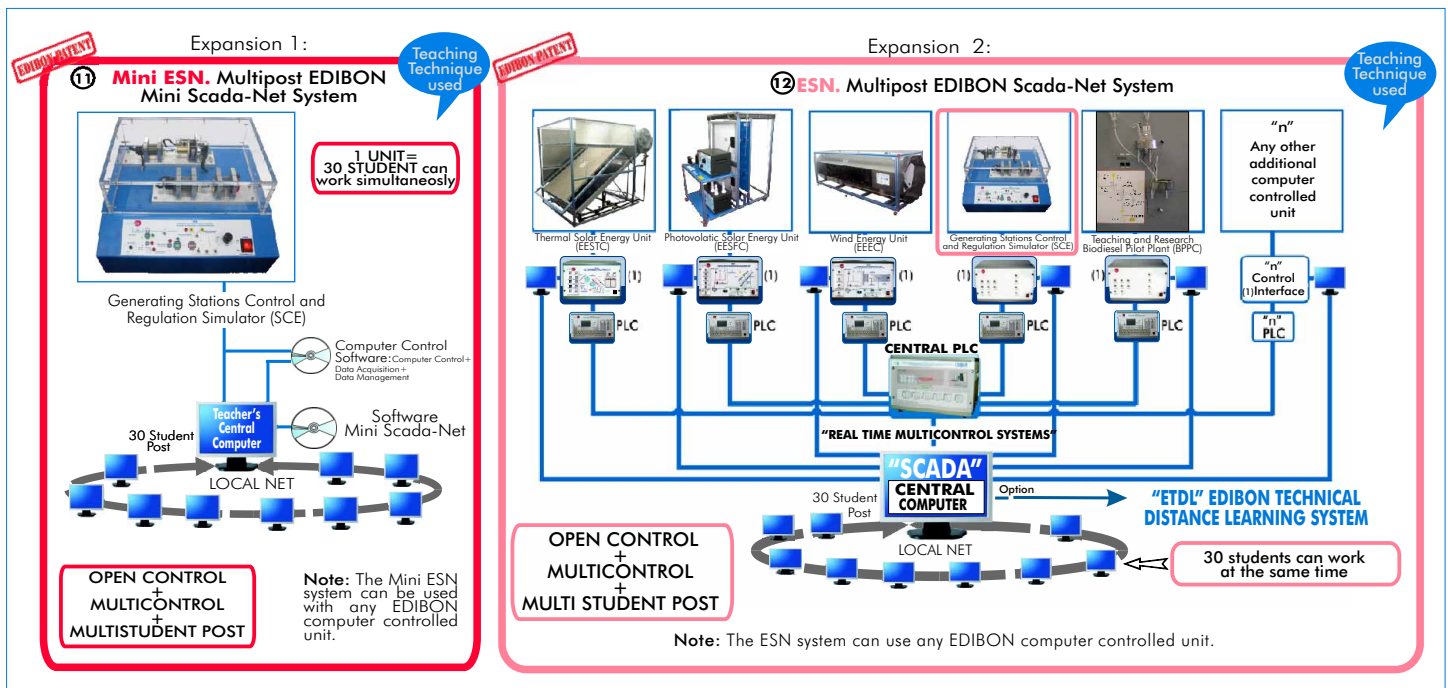 Expansion 1:
EDIBON PATENT
Teaching
Technique
used
11 Mini ESN. Multipost EDIBON
Mini Scada-Net System
1 UNIT=
30 STUDENT can
work simultaneosly
Generating Stations Control and
Regulation Simulator (SCE)
Computer Control
Software: Computer Control+
Data Acquisition+
Data Management
Teacher's
Central
Computer
Software
Mini Scada-Net
30 Student
Post
LOCAL NET
OPEN CONTROL
+
MULTICONTROL
+
MULTISTUDENT POST
Note: The Mini ESN
system can be used
with any EDIBON
computer controlled
unit.
Expansion 2:
EDIBON PATENT
Teaching
Technique
used
12 ESN. Multipost EDIBON Scada-Net System
Thermal Solar Energy Unit
(EESTC)
Photovolatic Solar Energy Unit
(EESFC)
Wind Energy Unit
(EEEC)
Generating Stations Control
and Regulation Simulator (SCE)
Teaching and Research
Biodiesel Pilot Plant (BPPC)
"n"
Any other
additional
computer
controlled
unit
(1)
(1)
(1)
(1)
(1)
"n"
Control
(1)Interface
PLC
PLC
PLC
PLC
PLC
"n"
PLC
CENTRAL PLC
"REAL TIME MULTICONTROL SYSTEMS"
"SCADA"
CENTRAL
COMPUTER
Option
"ETDL" EDIBON TECHNICAL
DISTANCE LEARNING SYSTEM
30 Student
Post
LOCAL NET
30 students can work
at the same time
OPEN CONTROL
+
MULTICONTROL
+
MULTI STUDENT POST
Note: The ESN system can use any EDIBON computer controlled unit.